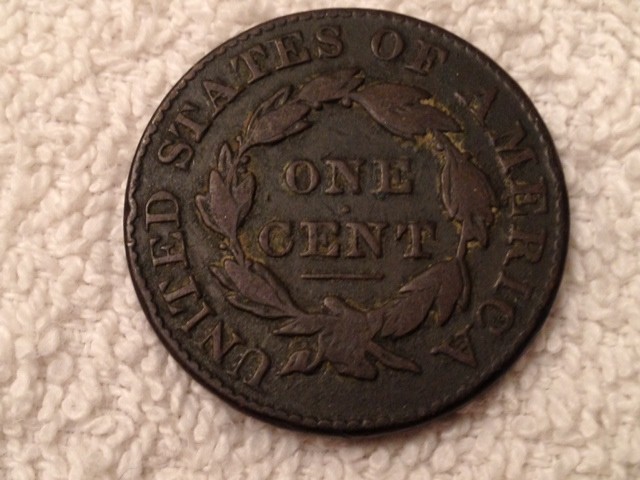 UNITED STATES OF AMERICA
ONE
CENT